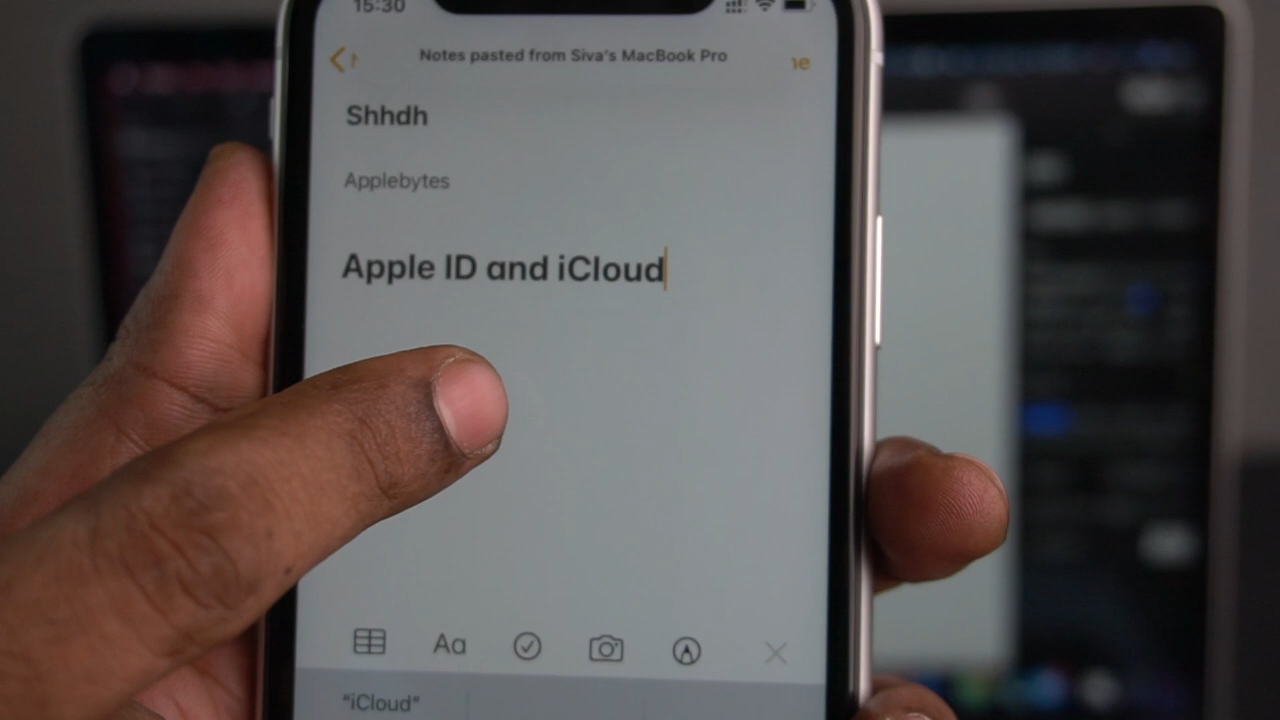 15:30
Notes pasted from Siva's MacBook Pro
Shhdh
Applebytes
Apple ID and iCloud
Aa
"iCloud"